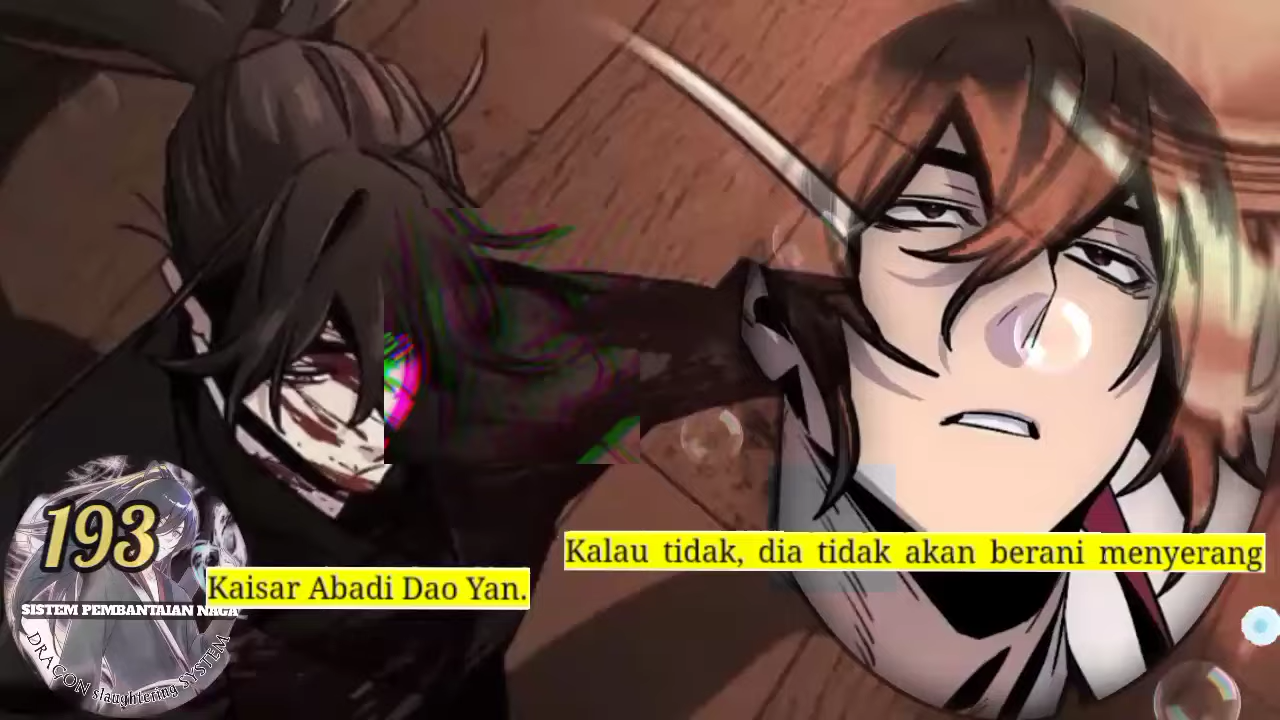 193
SISTEM PEMBANTAIAN NAGA
DRAGON slaughtering SYSTEM
Kalau tidak, dia tidak akan berani menyerang
Kaisar Abadi Dao Yan.